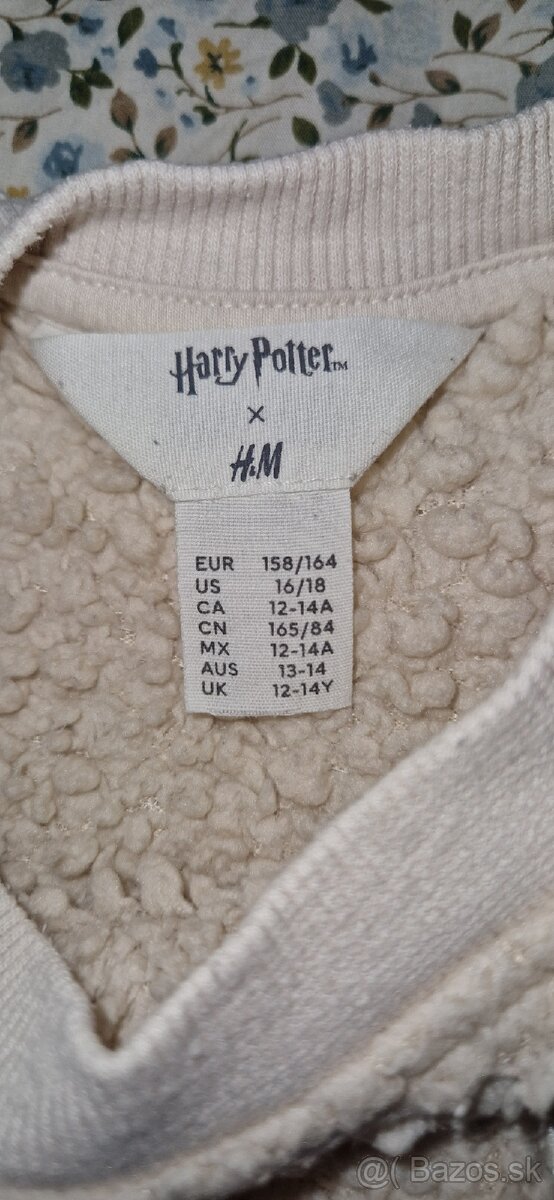 Harry Potter™
×
H&M
EUR 158/164
US 16/18
CA 12-14A
CN 165/84
MX 12-14A
AUS 13-14
UK 12-14Y
@( Bazos.sk